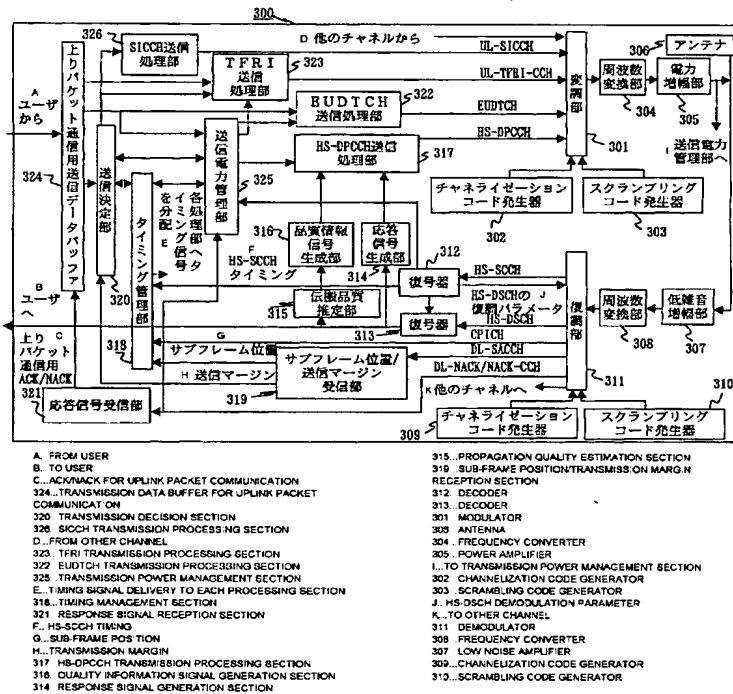 300
326
SICCH送信
処理部
D 他のチャネルから
UL-SICCH
306
アンテナ
TFRI
送信
処理部
323
UL-TFRI-CCH
変調部
周波数
変換部
304
電力
増幅部
305
A
ユーザ
から
上りパケット通信用送信データバッファ
324
EUDTCH
送信処理部
322
EUDTCH
HS-DPCCH
301
I
送信電力
管理部へ
送信決定部
320
送信電力管理部
325
HS-DPCCH送信
処理部
317
チャネライゼーション
コード発生器
302
スクランブリング
コード発生器
303
タイミング管理部
318
各処理部へタイミング信号を分配
E
F
HS-SCCH
タイミング
316
品質情報
信号
生成部
応答
信号
生成部
314
312
復号器
HS-SCCH
HS-DSCHの
復調パラメータ
J
復調部
周波数
変換部
308
低雑音
増幅部
307
B
ユーザ
へ
315
伝搬品質
推定部
313
復号器
HS-DSCH
CPICH
C
上り
パケット
通信用
ACK/NACK
G
サブフレーム位置
H 送信マージン
サブフレーム位置/
送信マージン
受信部
319
DL-SACCH
DL-NACK/NACK-CCH
K 他のチャネルへ
311
321
応答信号受信部
309
チャネライゼーション
コード発生器
スクランブリング
コード発生器
310
A. FROM USER
B. TO USER
C...ACK/NACK FOR UPLINK PACKET COMMUNICATION
324...TRANSMISSION DATA BUFFER FOR UPLINK PACKET
COMMUNICATION
320 TRANSMISSION DECISION SECTION
326 SICCH TRANSMISSION PROCESSING SECTION
D...FROM OTHER CHANNEL
323.. TFRI TRANSMISSION PROCESSING SECTION
322 EUDTCH TRANSMISSION PROCESSING SECTION
325 TRANSMISSION POWER MANAGEMENT SECTION
E...TIMING SIGNAL DELIVERY TO EACH PROCESSING SECTION
318...TIMING MANAGEMENT SECTION
321 RESPONSE SIGNAL RECEPTION SECTION
F.. HS-SCCH TIMING
G...SUB-FRAME POSITION
H...TRANSMISSION MARGIN
317 HS-DPCCH TRANSMISSION PROCESSING SECTION
316. QUALITY INFORMATION SIGNAL GENERATION SECTION
314 RESPONSE SIGNAL GENERATION SECTION
315...PROPAGATION QUALITY ESTIMATION SECTION
319 SUB-FRAME POSITION/TRANSMISSION MARGIN
RECEPTION SECTION
312. DECODER
313...DECODER
301 MODULATOR
306 ANTENNA
304 . FREQUENCY CONVERTER
305.. POWER AMPLIFIER
I...TO TRANSMISSION POWER MANAGEMENT SECTION
302 CHANNELIZATION CODE GENERATOR
303 SCRAMBLING CODE GENERATOR
J.. HS-DSCH DEMODULATION PARAMETER
K...TO OTHER CHANNEL
311 DEMODULATOR
308 . FREQUENCY CONVERTER
307 LOW NOISE AMPLIFIER
309...CHANNELIZATION CODE GENERATOR
310...SCRAMBLING CODE GENERATOR